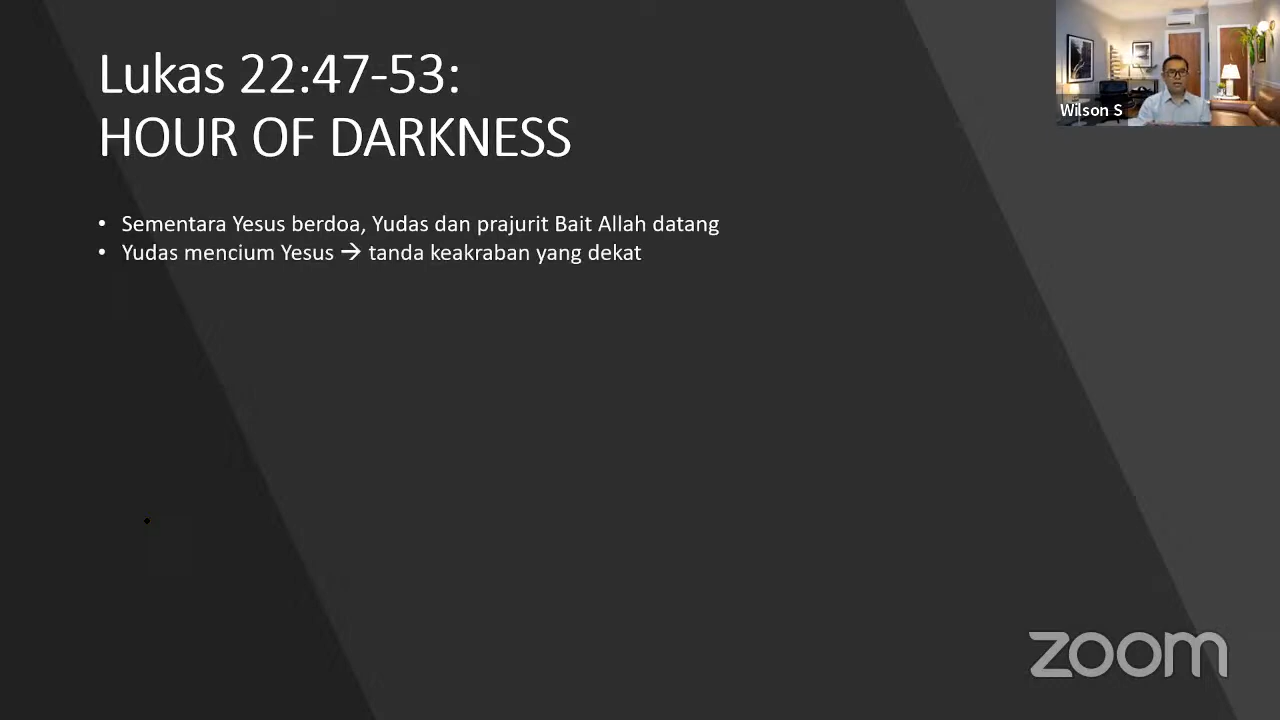 Lukas 22:47-53:
HOUR OF DARKNESS
• Sementara Yesus berdoa, Yudas dan prajurit Bait Allah datang
• Yudas mencium Yesus → tanda keakraban yang dekat
Wilson S
zoom